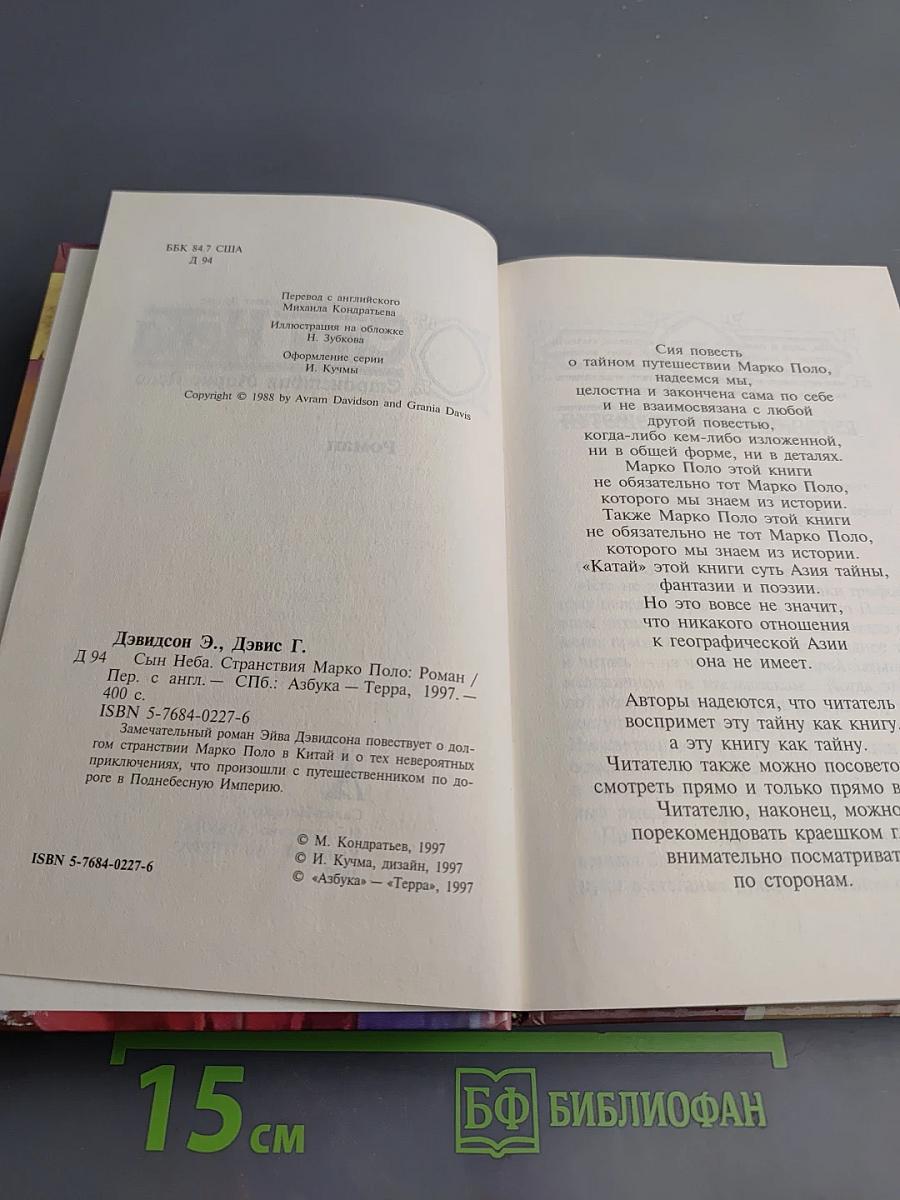 ББК 84.7 США
Д 94
Перевод с английского
Михаила Кондратьева
Иллюстрация на обложке
Н. Зубкова
Оформление серии
И. Кучмы
Copyright © 1988 by Avram Davidson and Grania Davis
Дэвидсон Э., Дэвис Г.
Д 94 Сын Неба. Странствия Марко Поло: Роман /
Пер. с англ. — СПб.: Азбука — Терра, 1997. —
400 с.
ISBN 5-7684-0227-6
Замечательный роман Эйва Дэвидсона повествует о дол-
гом странствии Марко Поло в Китай и о тех невероятных
приключениях, что произошли с путешественником по до-
роге в Поднебесную Империю.
© М. Кондратьев, 1997
© И. Кучма, дизайн, 1997
ISBN 5-7684-0227-6
© «Азбука» — «Терра», 1997
Сия повесть
о тайном путешествии Марко Поло,
надеемся мы,
целостна и закончена сама по себе
и не взаимосвязана с любой
другой повестью,
когда-либо кем-либо изложенной,
ни в общей форме, ни в деталях.
Марко Поло этой книги
не обязательно тот Марко Поло,
которого мы знаем из истории.
Также Марко Поло этой книги
не обязательно не тот Марко Поло,
которого мы знаем из истории.
«Катай» этой книги суть Азия тайны,
фантазии и поэзии.
Но это вовсе не значит,
что никакого отношения
к географической Азии
она не имеет.
Авторы надеются, что читатель
воспримет эту тайну как книгу,
а эту книгу как тайну.
Читателю также можно посовето
смотреть прямо и только прямо в
Читателю, наконец, можно
порекомендовать краешком г
внимательно посматриват
по сторонам.
15 см
БФ БИБЛИОФАН